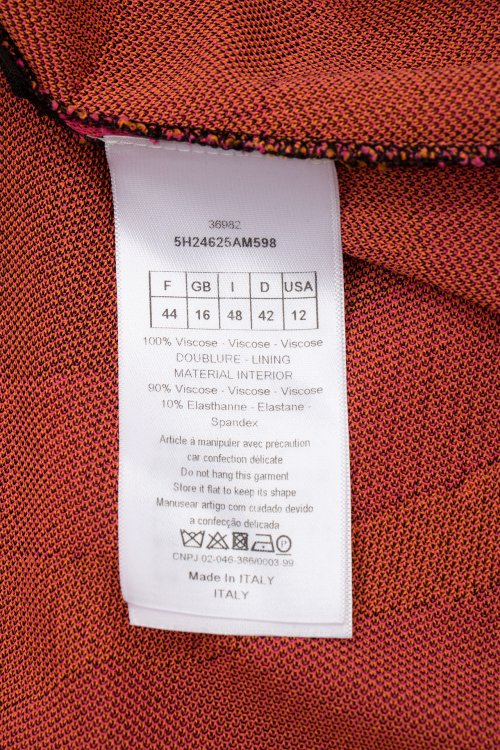 36982
5H24625AM598
F GB I D USA
44 16 48 42 12
100% Viscose - Viscose - Viscose
DOUBLURE - LINING
MATERIAL INTERIOR
90% Viscose - Viscose - Viscose
10% Elasthanne - Elastane -
Spandex
Article à manipuler avec précaution
car confection délicate
Do not hang this garment
Store it flat to keep its shape
Manusear artigo com cuidado devido
a confecção delicada
CNPJ 02-046-366/0003-99
Made In ITALY
ITALY